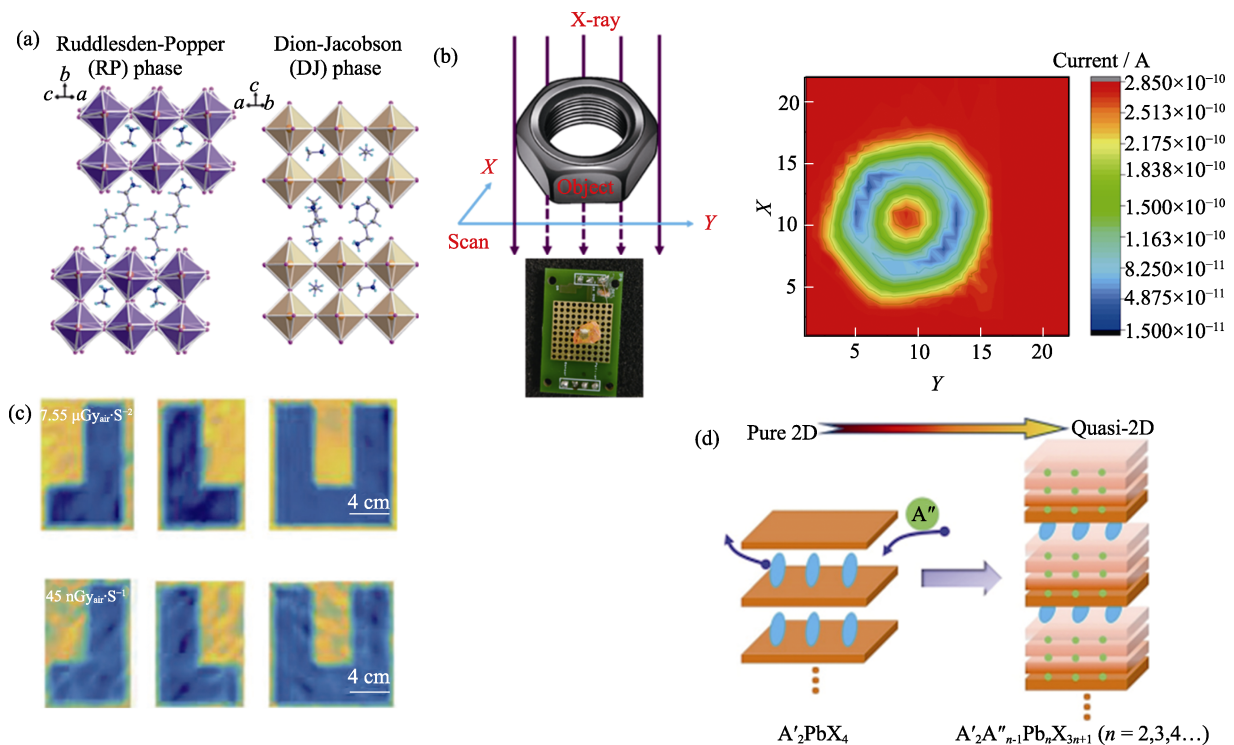 (a)
Ruddlesden-Popper
(RP) phase
b
c a
Dion-Jacobson
(DJ) phase
c
a b
(b)
X-ray
Object
X
Y
Scan
Current / A
2.850×10⁻¹⁰
2.513×10⁻¹⁰
2.175×10⁻¹⁰
1.838×10⁻¹⁰
1.500×10⁻¹⁰
1.163×10⁻¹⁰
8.250×10⁻¹¹
4.875×10⁻¹¹
1.500×10⁻¹¹
20
15
10
5
X
5 10 15 20
Y
(c)
7.55 μGyₐᵢᵣ·S⁻²
4 cm
45 nGyₐᵢᵣ·S⁻¹
4 cm
(d)
Pure 2D
Quasi-2D
A″
A′₂PbX₄
A′₂A″ₙ₋₁PbₙX₃ₙ₊₁ (n = 2,3,4…)